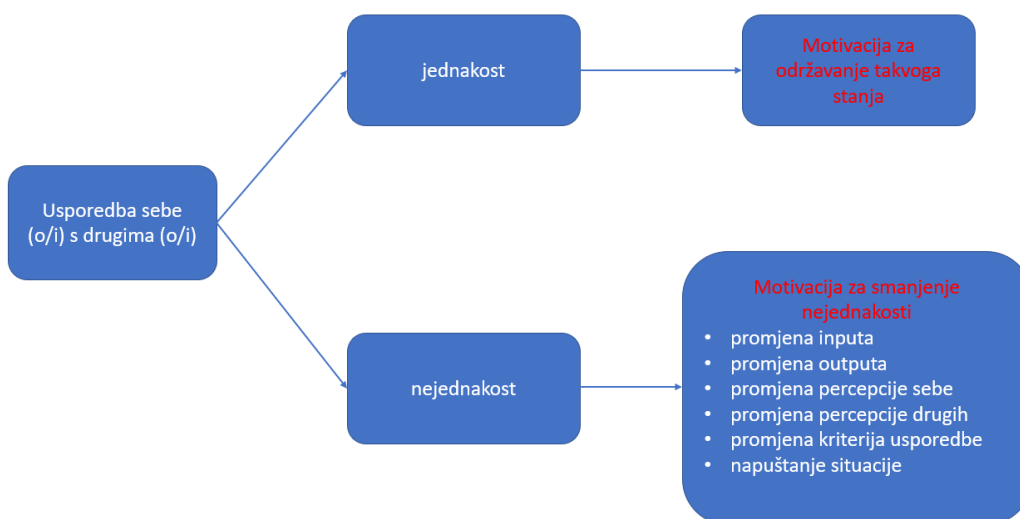 jednakost
Motivacija za
održavanje takvoga
stanja
Usporedba sebe
(o/i) s drugima (o/i)
nejednakost
Motivacija za smanjenje
nejednakosti
• promjena inputa
• promjena outputa
• promjena percepcije sebe
• promjena percepcije drugih
• promjena kriterija usporedbe
• napuštanje situacije